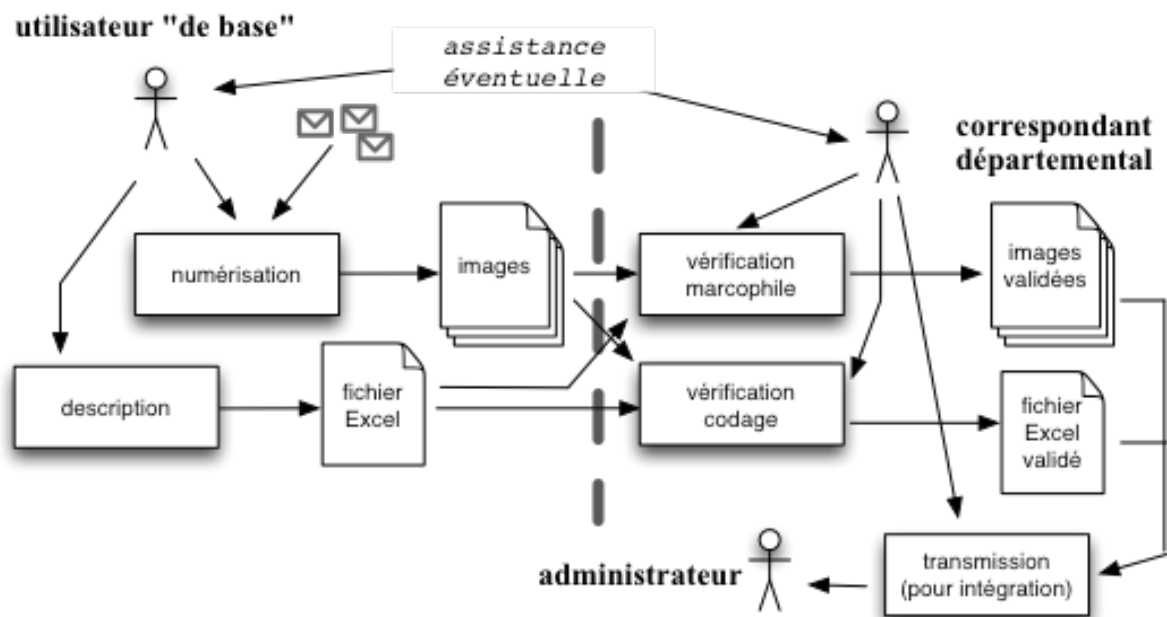 utilisateur "de base"
assistance
éventuelle
correspondant
départemental
numérisation
images
vérification
marcophile
images
validées
description
fichier
Excel
vérification
codage
fichier
Excel
validé
administrateur
transmission
(pour intégration)